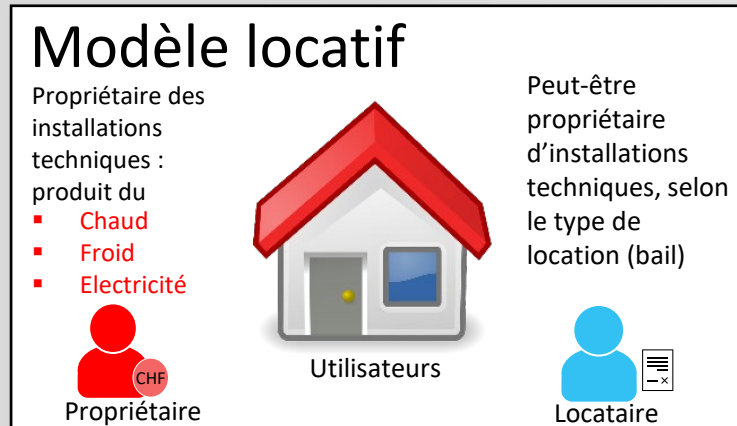 Modèle locatif
Propriétaire des
installations
techniques :
produit du
Chaud
Froid
Electricité
CHF
Propriétaire
Utilisateurs
Peut-être
propriétaire
d'installations
techniques, selon
le type de
location (bail)
Locataire